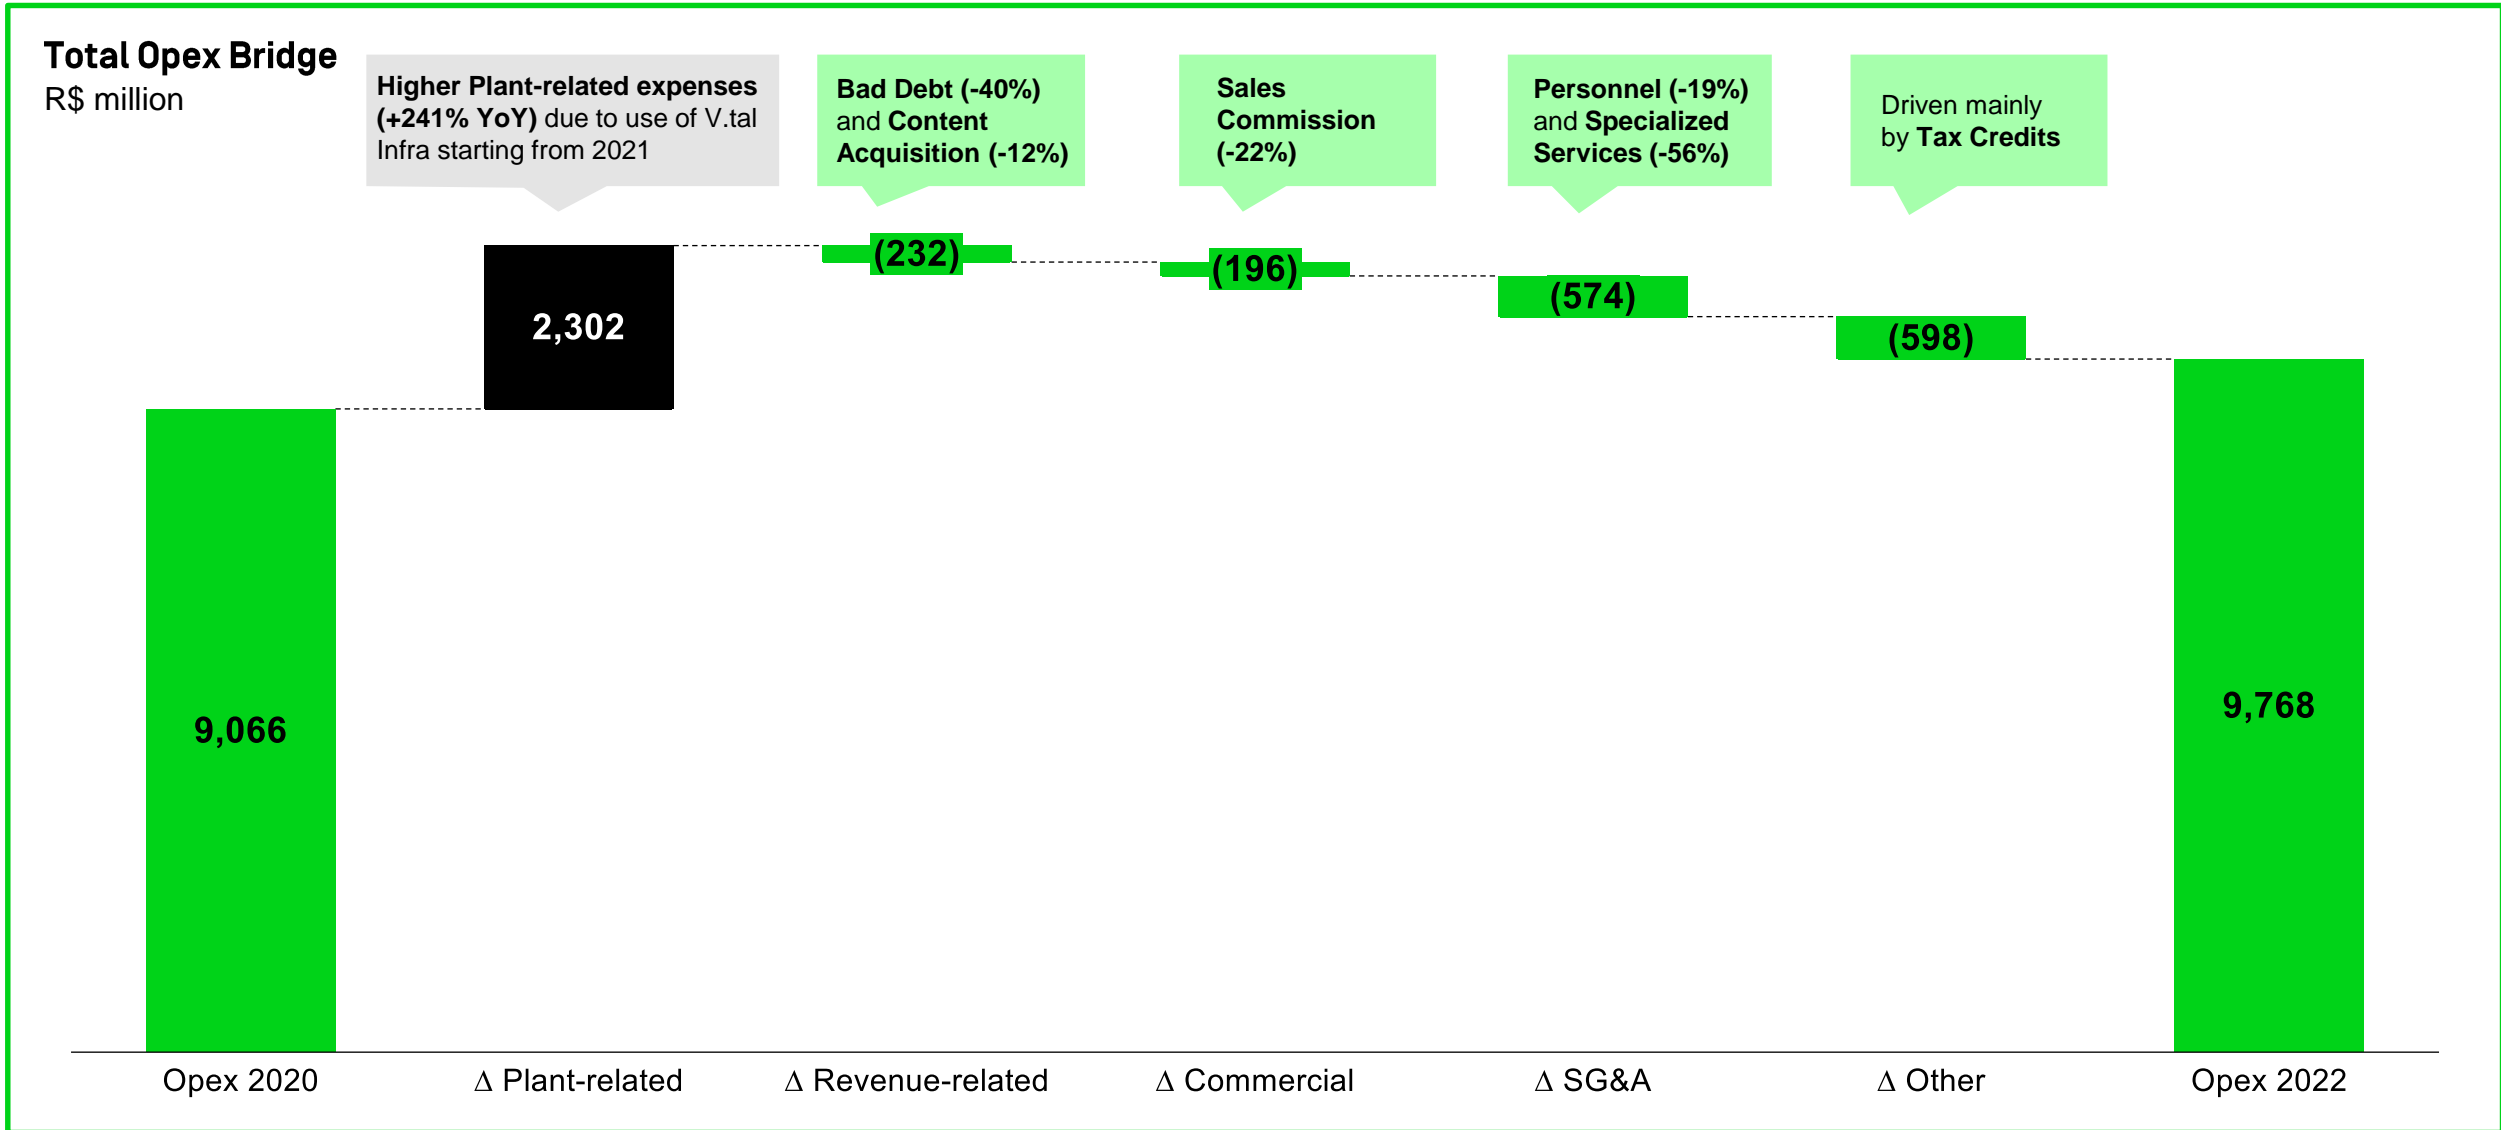 Total Opex Bridge
R$ million
Higher Plant-related expenses
(+241% YoY) due to use of V.tal
Infra starting from 2021
Bad Debt (-40%)
and Content
Acquisition (-12%)
Sales
Commission
(-22%)
Personnel (-19%)
and Specialized
Services (-56%)
Driven mainly
by Tax Credits
9,066
2,302
(232)
(196)
(574)
(598)
9,768
Opex 2020
Δ Plant-related
Δ Revenue-related
Δ Commercial
Δ SG&A
Δ Other
Opex 2022